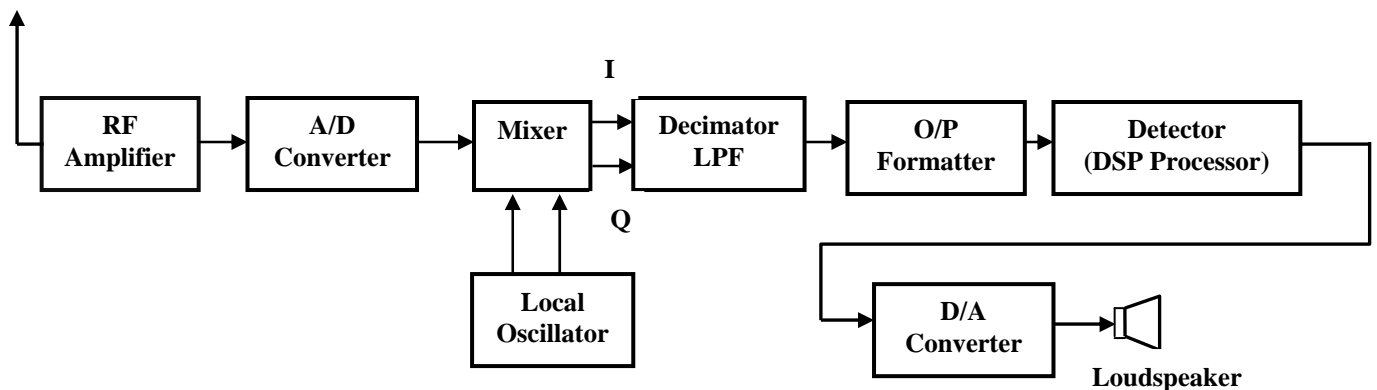 I
RF
Amplifier
A/D
Converter
Mixer
Decimator
LPF
O/P
Formatter
Detector
(DSP Processor)
Q
Local
Oscillator
D/A
Converter
Loudspeaker